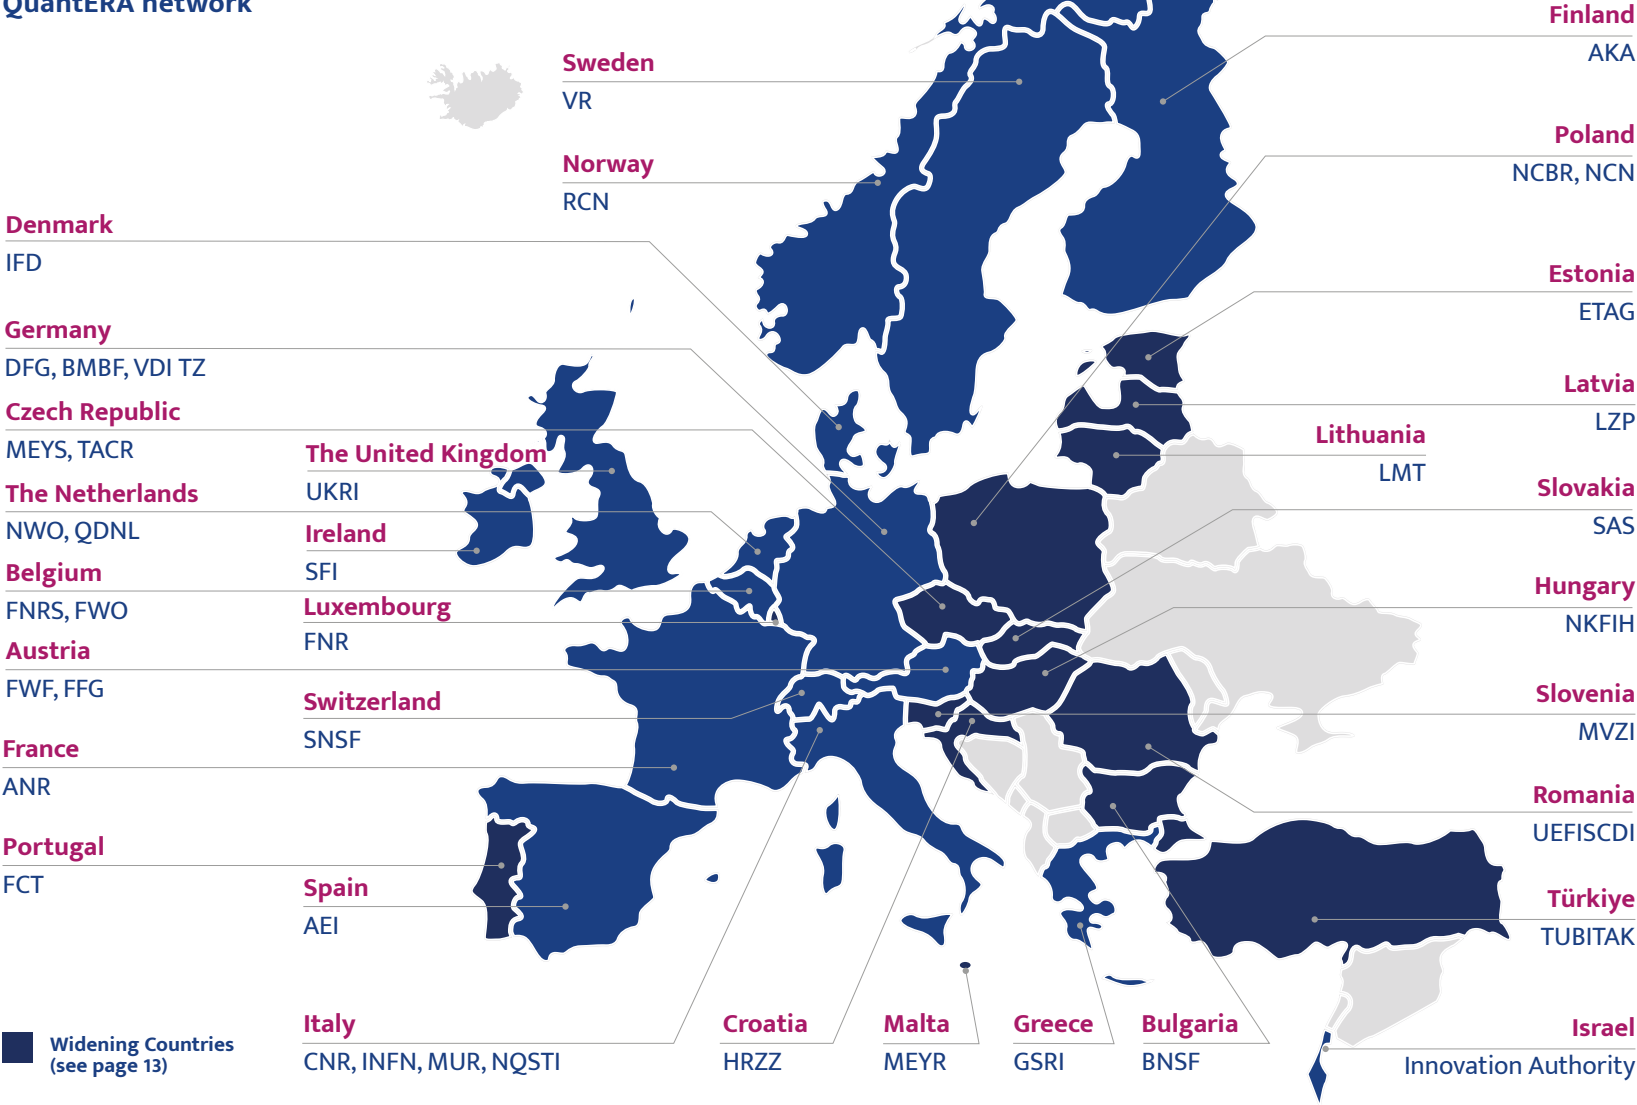 QuantERA network
Finland
AKA
Sweden
VR
Poland
NCBR, NCN
Norway
RCN
Denmark
IFD
Estonia
ETAG
Germany
DFG, BMBF, VDI TZ
Latvia
LZP
Czech Republic
MEYS, TACR
Lithuania
LMT
The United Kingdom
UKRI
The Netherlands
NWO, QDNL
Slovakia
SAS
Ireland
SFI
Belgium
FNRS, FWO
Hungary
NKFIH
Luxembourg
FNR
Austria
FWF, FFG
Switzerland
SNSF
Slovenia
MVZI
France
ANR
Romania
UEFISCDI
Portugal
FCT
Spain
AEI
Türkiye
TUBITAK
Italy
CNR, INFN, MUR, NQSTI
Croatia
HRZZ
Malta
MEYR
Greece
GSRI
Bulgaria
BNSF
Israel
Innovation Authority
Widening Countries
(see page 13)